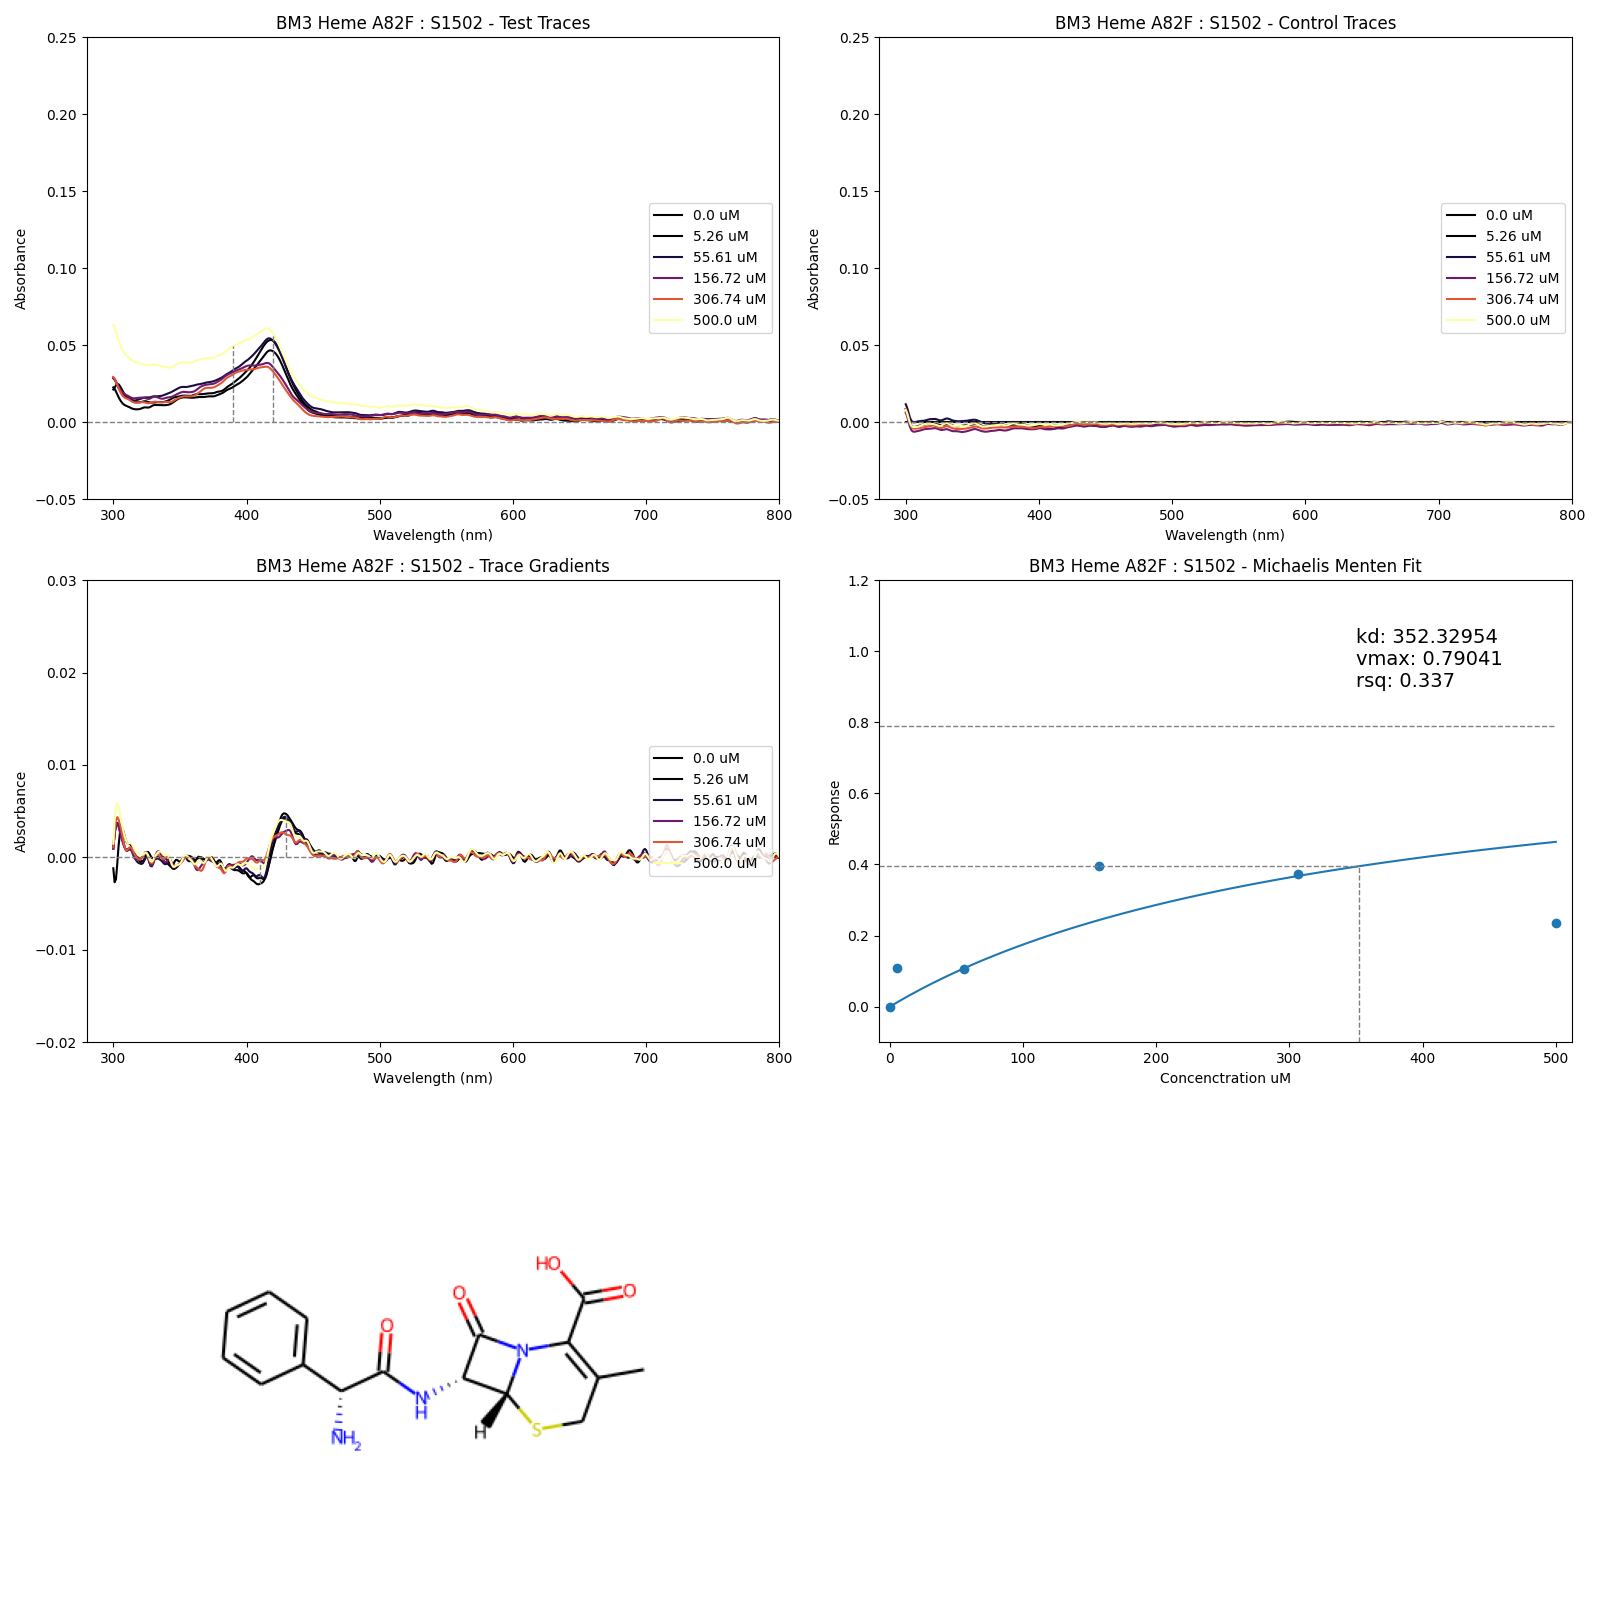 BM3 Heme A82F : S1502 - Test Traces
0.25
0.20
0.15
0.10
0.05
0.00
−0.05
Absorbance
300
400
500
600
700
800
Wavelength (nm)
0.0 uM
5.26 uM
55.61 uM
156.72 uM
306.74 uM
500.0 uM
BM3 Heme A82F : S1502 - Control Traces
0.25
0.20
0.15
0.10
0.05
0.00
−0.05
Absorbance
300
400
500
600
700
800
Wavelength (nm)
0.0 uM
5.26 uM
55.61 uM
156.72 uM
306.74 uM
500.0 uM
BM3 Heme A82F : S1502 - Trace Gradients
0.03
0.02
0.01
0.00
−0.01
−0.02
Absorbance
300
400
500
600
700
800
Wavelength (nm)
0.0 uM
5.26 uM
55.61 uM
156.72 uM
306.74 uM
500.0 uM
BM3 Heme A82F : S1502 - Michaelis Menten Fit
1.2
1.0
0.8
0.6
0.4
0.2
0.0
Response
0
100
200
300
400
500
Concenctration uM
kd: 352.32954
vmax: 0.79041
rsq: 0.337
HO
O
O
O
N
N
H
H
S
NH2